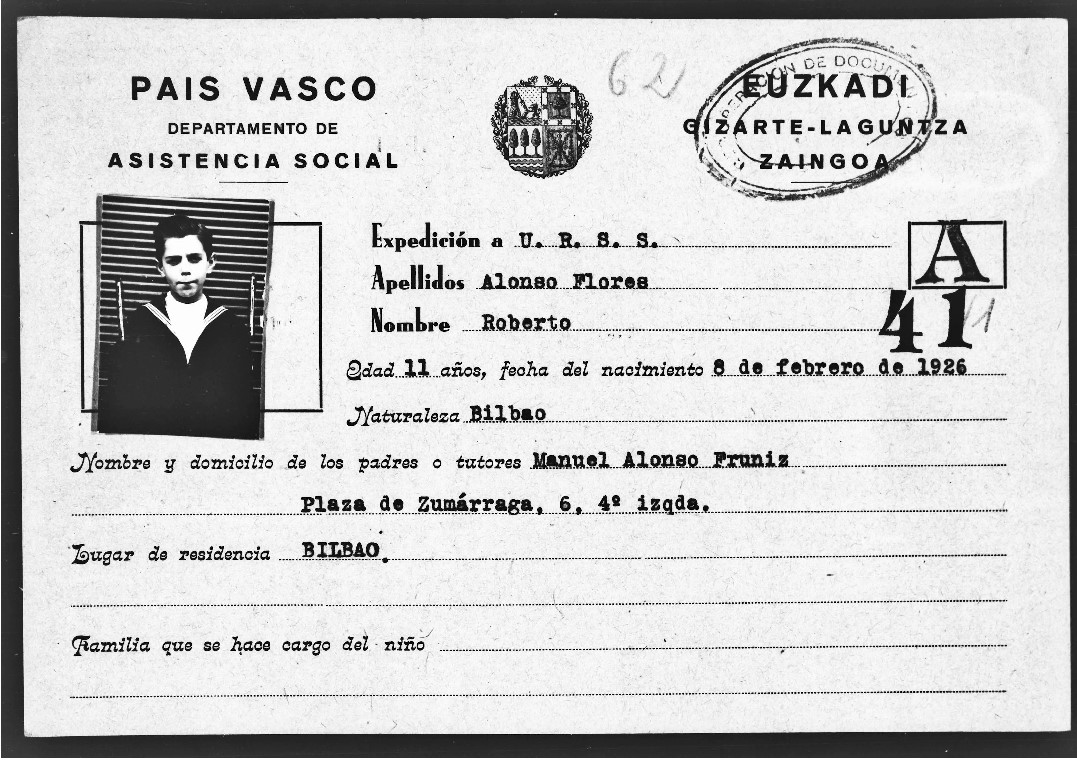 PAIS VASCO
DEPARTAMENTO DE
ASISTENCIA SOCIAL
62
EUZKADI
GIZARTE-LAGUNTZA
ZAINGOA
DE DOCUMEN
Expedición a U. R. S. S.
A
Apellidos Alonso Flores
Nombre Roberto
41
Edad 11 años, fecha del nacimiento 8 de febrero de 1926
Naturaleza Bilbao
Nombre y domicilio de los padres o tutores Manuel Alonso Fruniz
Plaza de Zumárraga, 6, 4º izqda.
Lugar de residencia BILBAO.
Familia que se hace cargo del niño